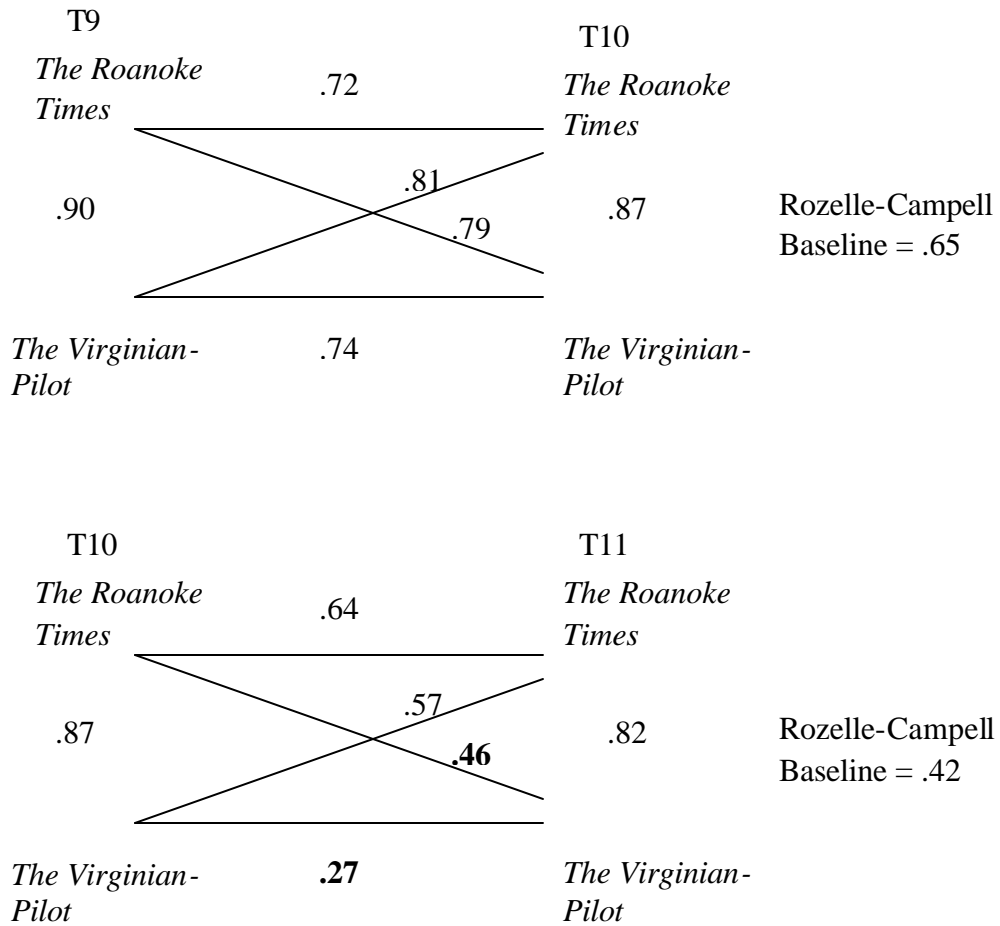 T9
T10
The Roanoke
Times
.72
The Roanoke
Times
.81
.90
.79
.87
Rozelle-Campell
Baseline = .65
The Virginian-
Pilot
.74
The Virginian-
Pilot
T10
T11
The Roanoke
Times
.64
The Roanoke
Times
.57
.87
.46
.82
Rozelle-Campell
Baseline = .42
The Virginian-
Pilot
.27
The Virginian-
Pilot